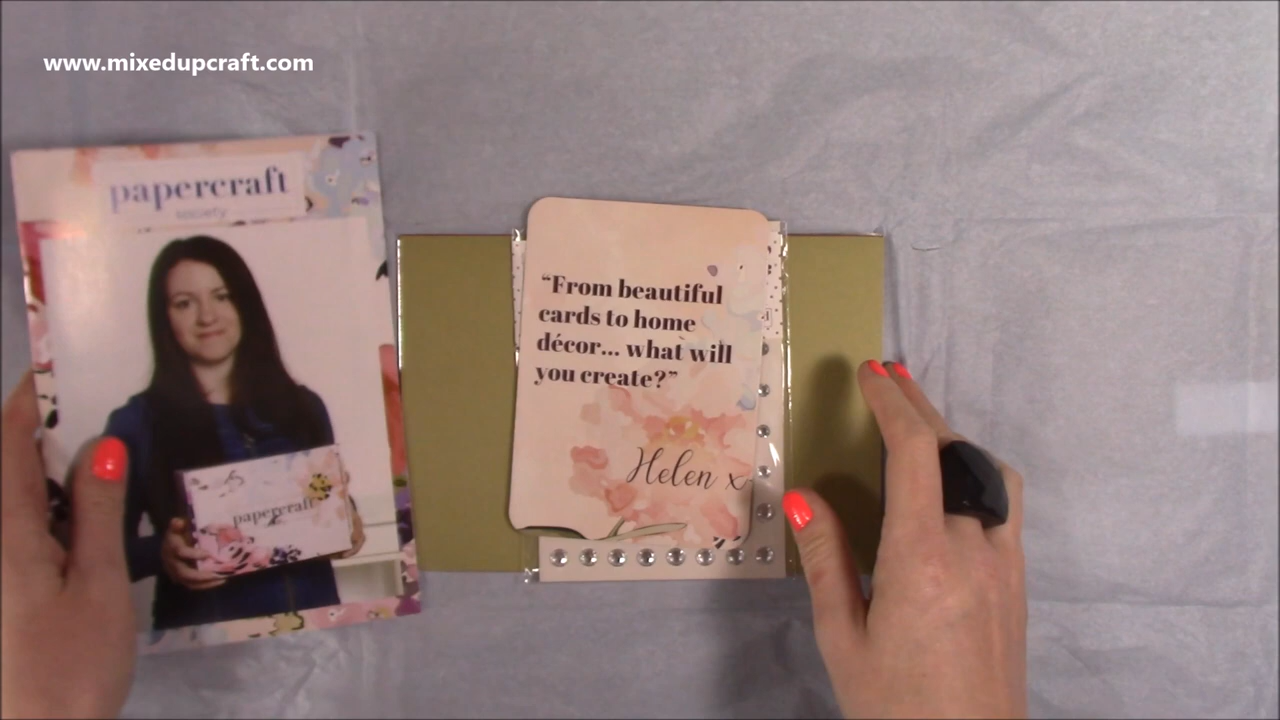 www.mixedupcraft.com
papercraft
society
"From beautiful
cards to home
décor... what will
you create?"
Helen x
papercraft